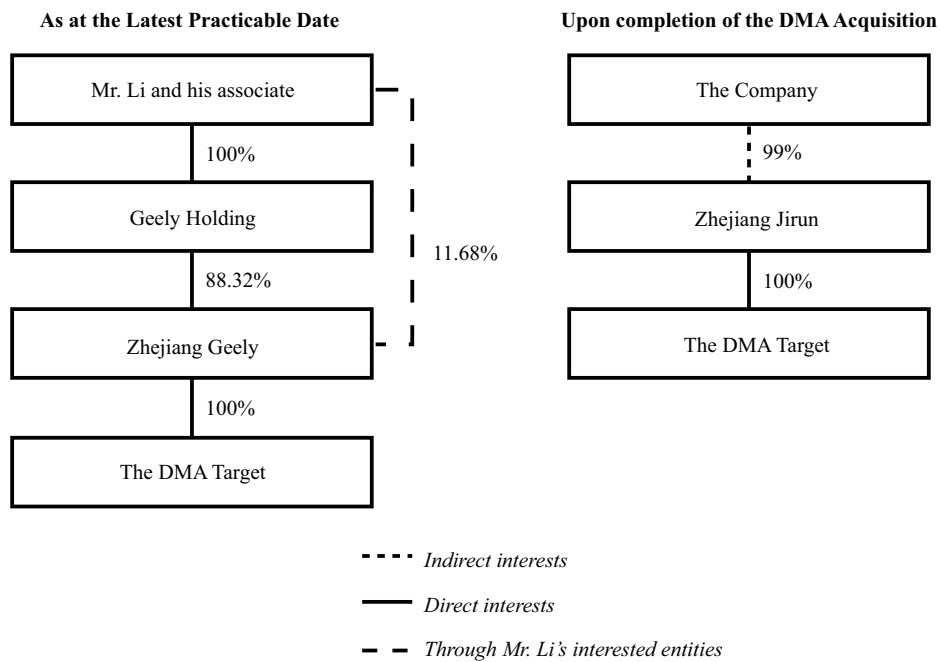 As at the Latest Practicable Date
Mr. Li and his associate
100%
Geely Holding
88.32%
11.68%
Zhejiang Geely
100%
The DMA Target
Upon completion of the DMA Acquisition
The Company
99%
Zhejiang Jirun
100%
The DMA Target
Indirect interests
Direct interests
Through Mr. Li’s interested entities